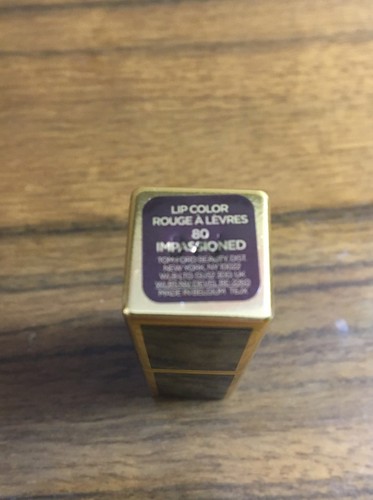 LIP COLOR
ROUGE À LÈVRES
80
IMPASSIONED
TOM FORD BEAUTY DIST.
NEW YORK, NY 10022
MADE IN BELGIUM